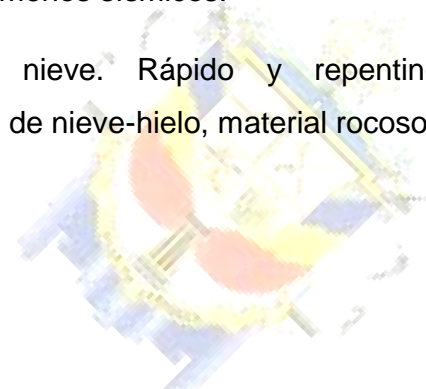 nieve. Rápido y repentin
de nieve-hielo, material rocoso